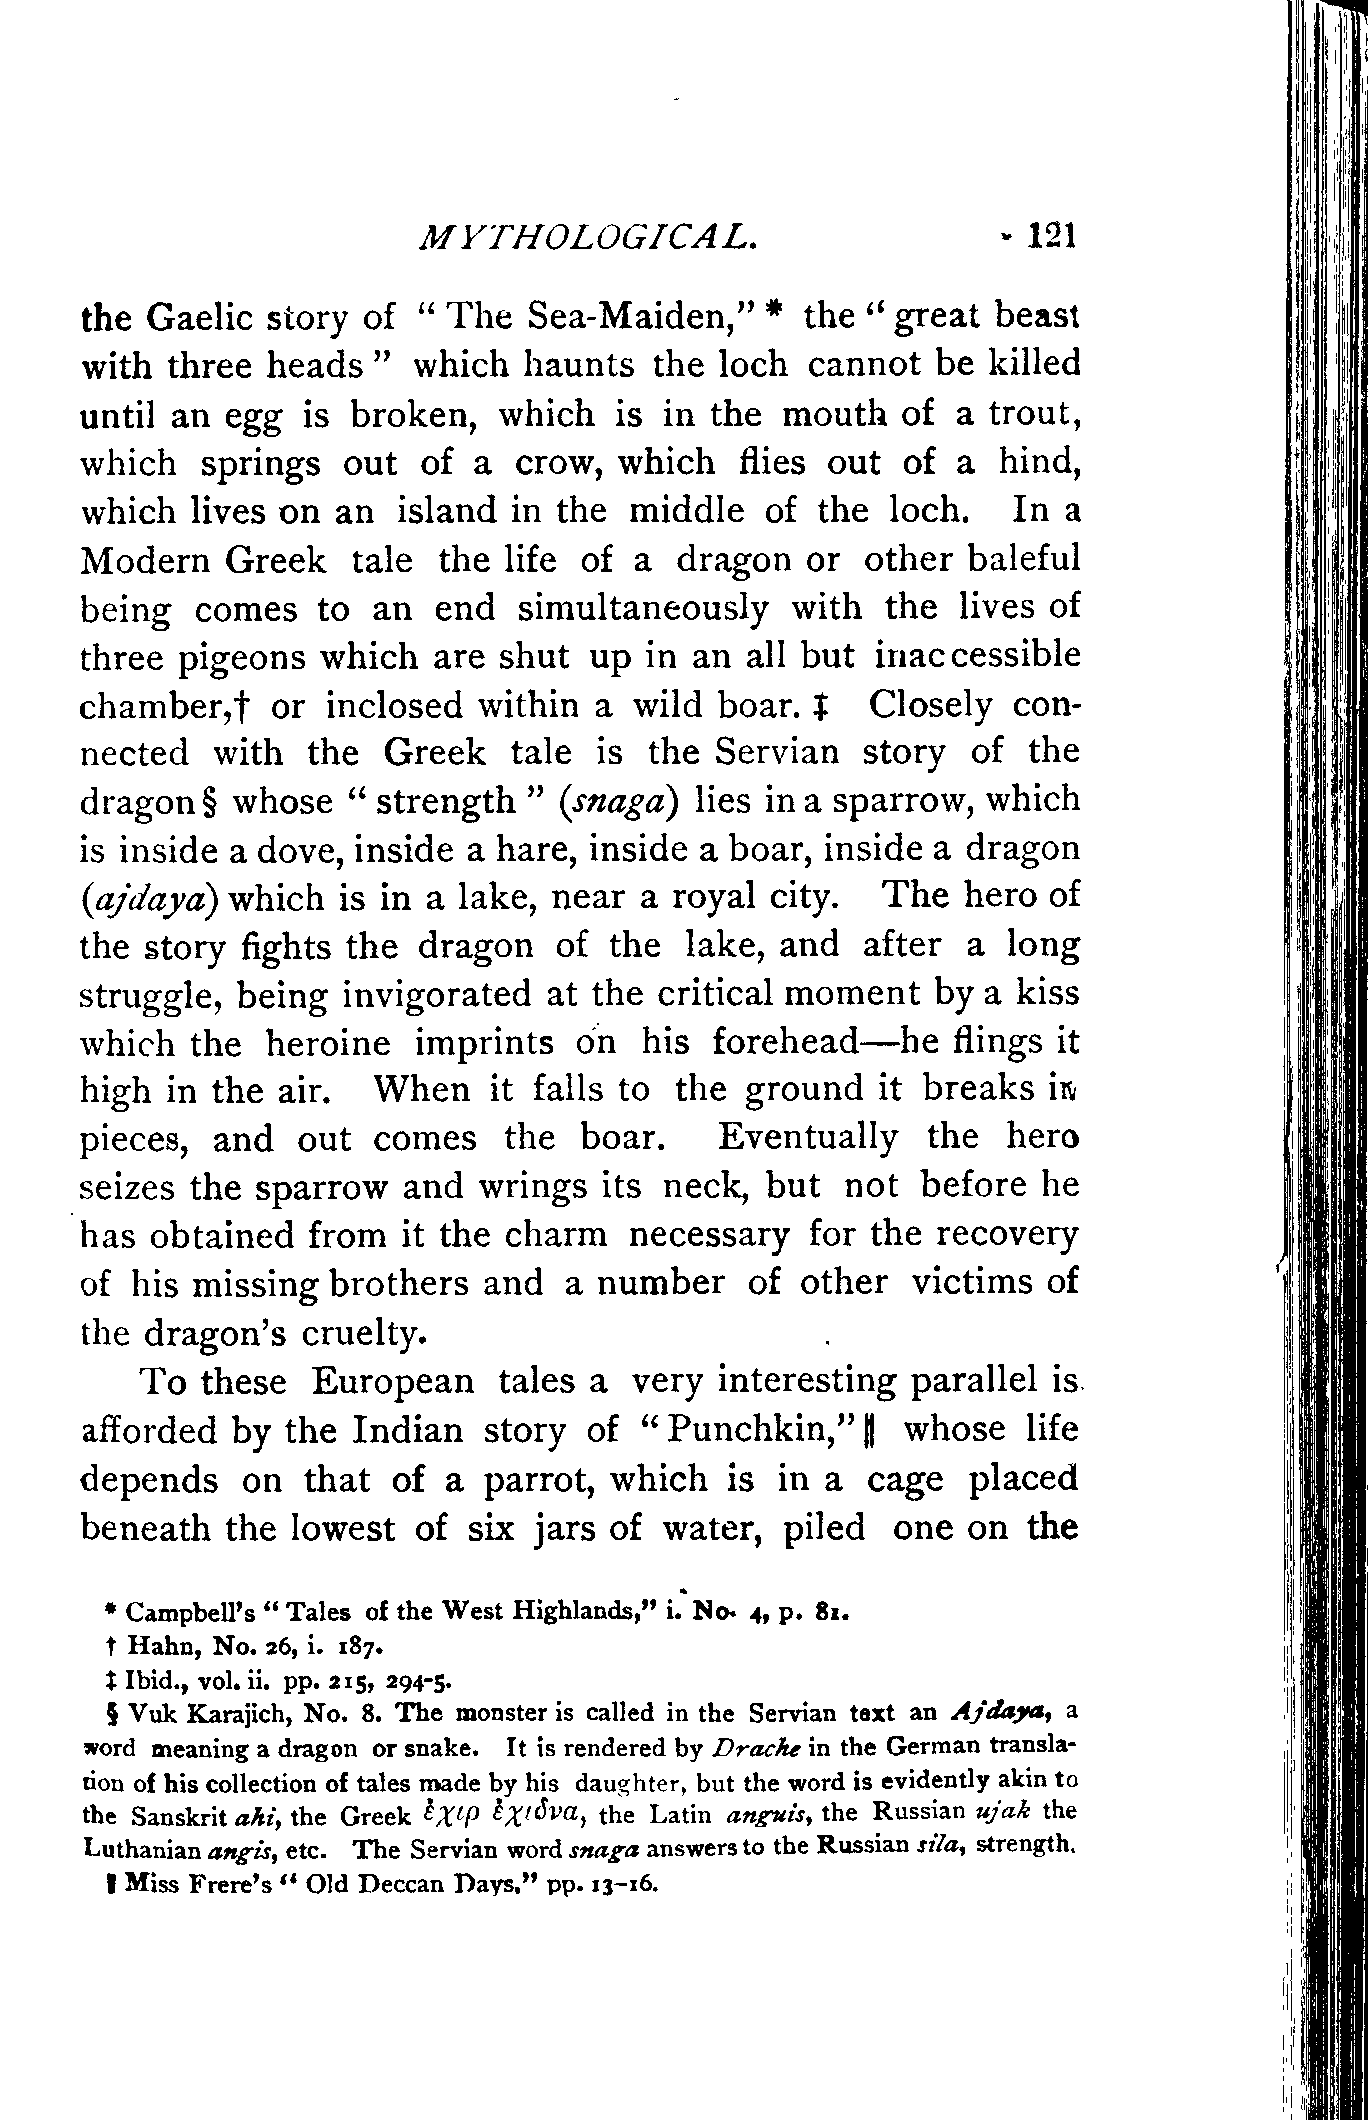 MYTHOLOGICAL. 121
the Gaelic story of “ The Sea-Maiden,” * the “ great beast
with three heads ” which haunts the loch cannot be killed
until an egg is broken, which is in the mouth of a trout,
which springs out of a crow, which flies out of a hind,
which lives on an island in the middle of the loch. In a
Modern Greek tale the life of a dragon or other baleful
being comes to an end simultaneously with the lives of
three pigeons which are shut up in an all but inaccessible
chamber,† or inclosed within a wild boar. ‡ Closely con-
nected with the Greek tale is the Servian story of the
dragon § whose “ strength ” (snaga) lies in a sparrow, which
is inside a dove, inside a hare, inside a boar, inside a dragon
(ajdaya) which is in a lake, near a royal city. The hero of
the story fights the dragon of the lake, and after a long
struggle, being invigorated at the critical moment by a kiss
which the heroine imprints on his forehead—he flings it
high in the air. When it falls to the ground it breaks in
pieces, and out comes the boar. Eventually the hero
seizes the sparrow and wrings its neck, but not before he
has obtained from it the charm necessary for the recovery
of his missing brothers and a number of other victims of
the dragon's cruelty.
To these European tales a very interesting parallel is
afforded by the Indian story of “ Punchkin,” ‖ whose life
depends on that of a parrot, which is in a cage placed
beneath the lowest of six jars of water, piled one on the
* Campbell's “ Tales of the West Highlands,” i. No. 4, p. 81.
† Hahn, No. 26, i. 187.
‡ Ibid., vol. ii. pp. 215, 294-5.
§ Vuk Karajich, No. 8. The monster is called in the Servian text an Ajdaya, a
word meaning a dragon or snake. It is rendered by Drache in the German transla-
tion of his collection of tales made by his daughter, but the word is evidently akin to
the Sanskrit ahi, the Greek ἐχιρ ἐχιδνα, the Latin anguis, the Russian ujak the
Luthanian angis, etc. The Servian word snaga answers to the Russian sila, strength.
‖ Miss Frere's “ Old Deccan Days,” pp. 13-16.